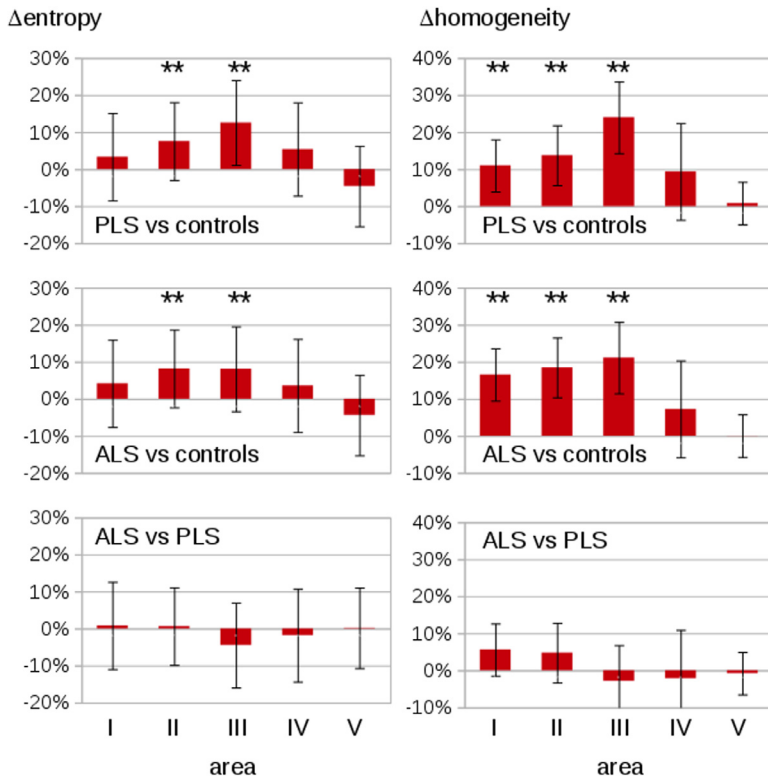 Δentropy
30%
** **
20%
10%
0%
-10%
PLS vs controls
-20%
Δhomogeneity
40%
** ** **
30%
20%
10%
0%
PLS vs controls
-10%
30%
** **
20%
10%
0%
-10%
ALS vs controls
-20%
40%
** ** **
30%
20%
10%
0%
ALS vs controls
-10%
30%
ALS vs PLS
20%
10%
0%
-10%
-20%
I II III IV V
area
40%
ALS vs PLS
30%
20%
10%
0%
-10%
I II III IV V
area